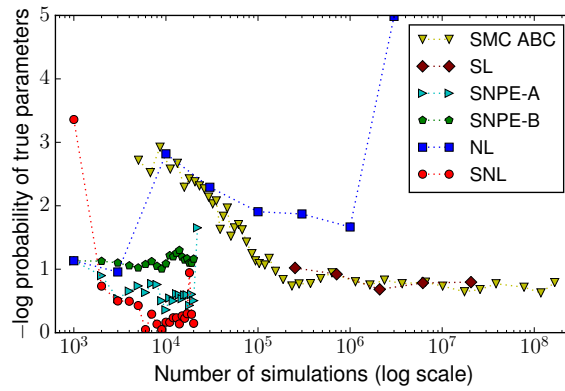 5
4
3
2
1
0
−log probability of true parameters
SMC ABC
SL
SNPE-A
SNPE-B
NL
SNL
10³ 10⁴ 10⁵ 10⁶ 10⁷ 10⁸
Number of simulations (log scale)